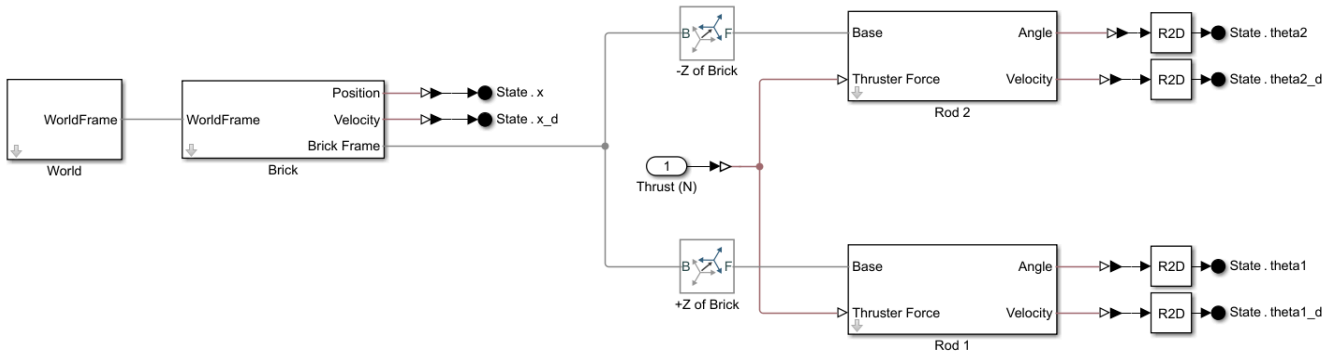 WorldFrame
World
WorldFrame
Position
Velocity
Brick Frame
Brick
State . x
State . x_d
B F
-Z of Brick
1
Thrust (N)
B F
+Z of Brick
Base
Thruster Force
Angle
Velocity
Rod 2
R2D
State . theta2
R2D
State . theta2_d
Base
Thruster Force
Angle
Velocity
Rod 1
R2D
State . theta1
R2D
State . theta1_d